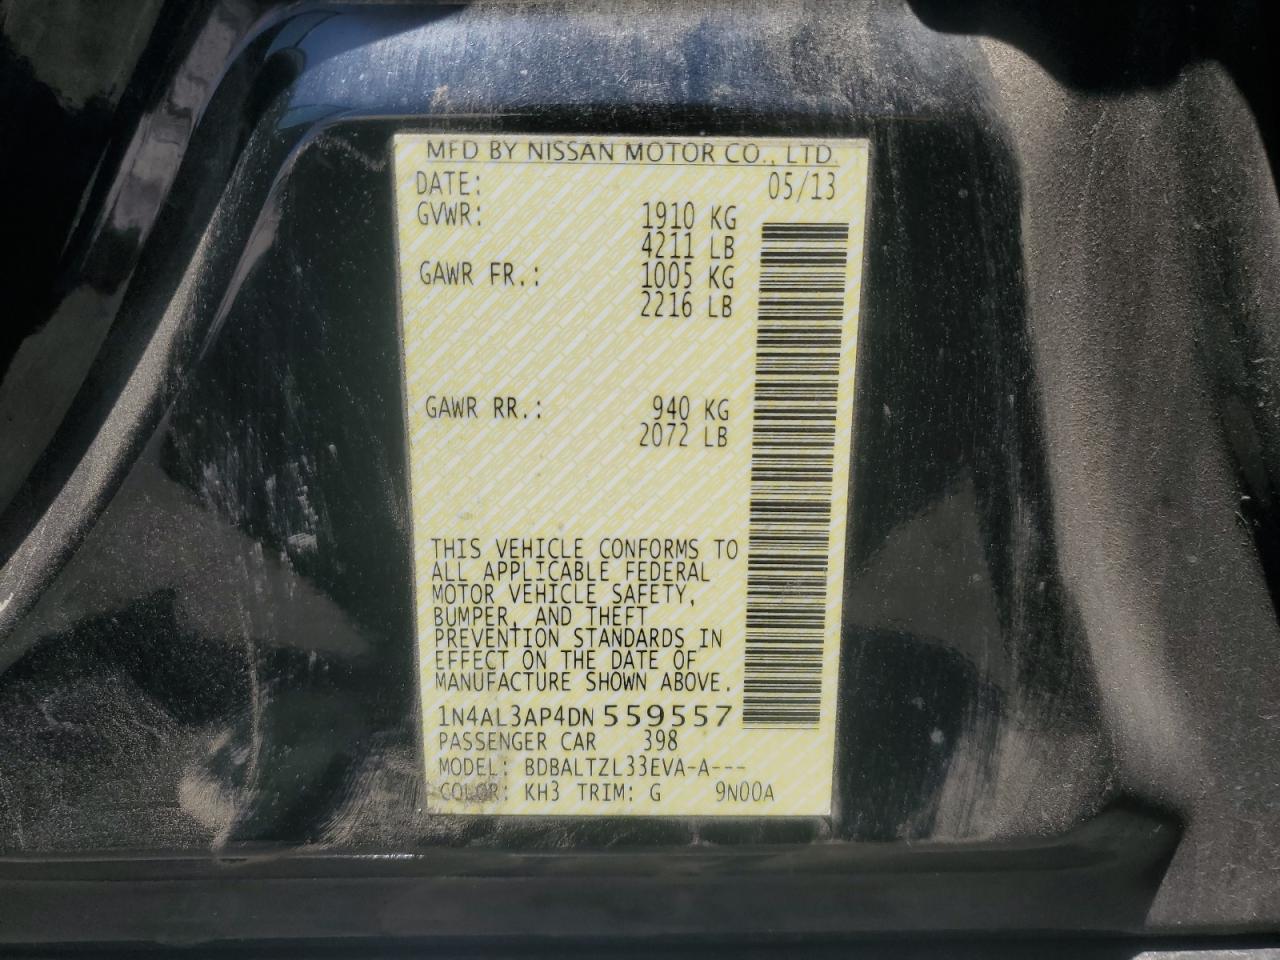 MFD BY NISSAN MOTOR CO., LTD.
DATE: 05/13
GVWR: 1910 KG
4211 LB
GAWR FR.: 1005 KG
2216 LB
GAWR RR.: 940 KG
2072 LB
THIS VEHICLE CONFORMS TO
ALL APPLICABLE FEDERAL
MOTOR VEHICLE SAFETY,
BUMPER, AND THEFT
PREVENTION STANDARDS IN
EFFECT ON THE DATE OF
MANUFACTURE SHOWN ABOVE.
1N4AL3AP4DN559557
PASSENGER CAR 398
MODEL: BDBALTZL33EVA-A---
COLOR: KH3 TRIM: G 9N00A